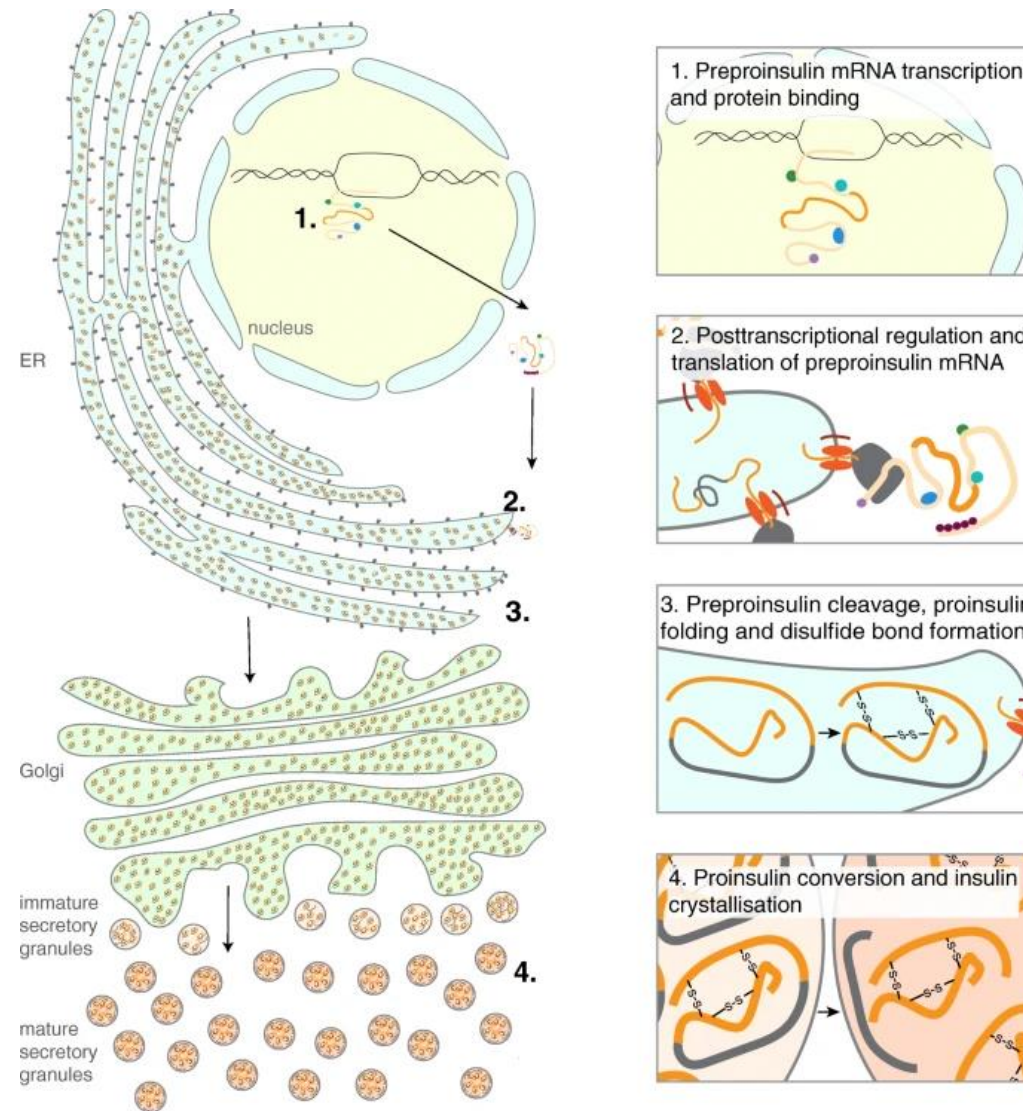 1. Preproinsulin mRNA transcription
and protein binding
1.
nucleus
ER
2. Posttranscriptional regulation and
translation of preproinsulin mRNA
2.
3.
3. Preproinsulin cleavage, proinsulin
folding and disulfide bond formation
-S-S-
-S-S-
-S-S-
Golgi
immature
secretory
granules
4.
mature
secretory
granules
4. Proinsulin conversion and insulin
crystallisation
-S-S-
-S-S-
-S-S-
-S-S-
-S-S-